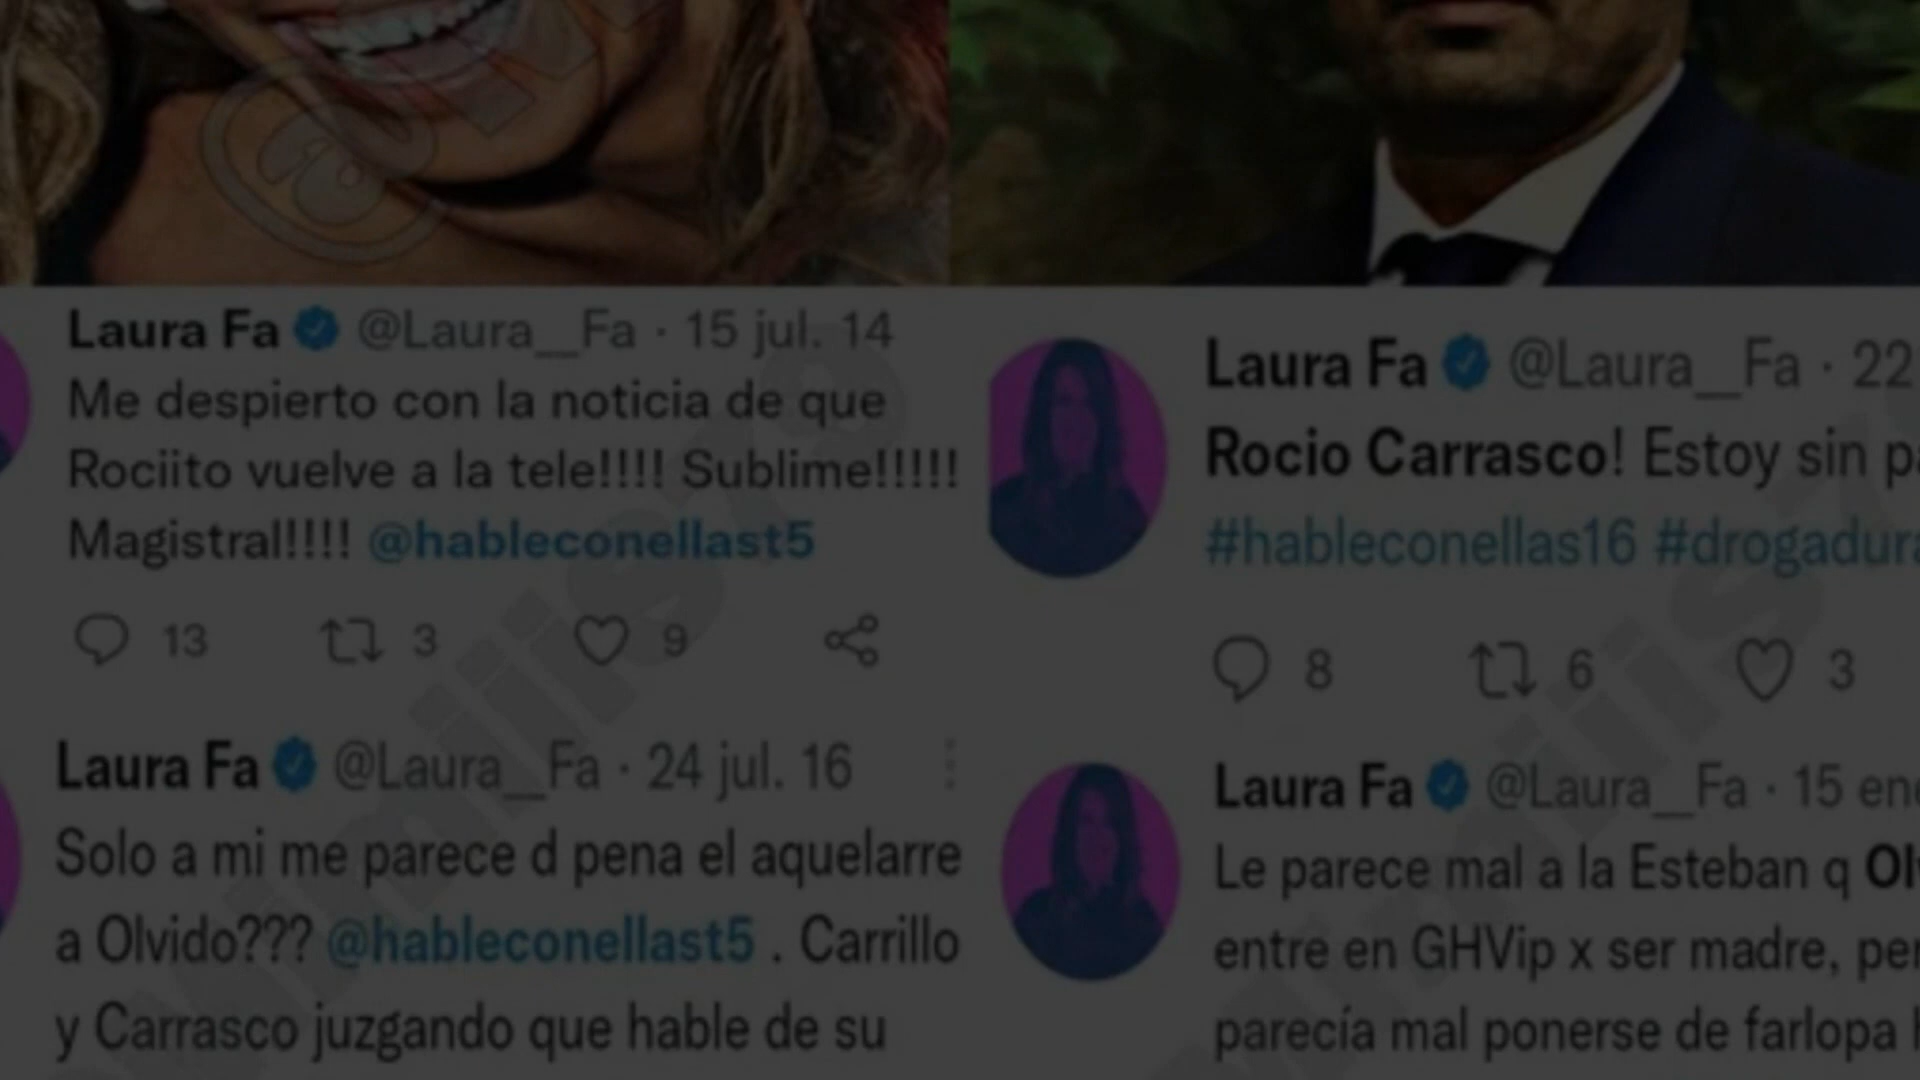 Laura Fa @Laura__Fa · 15 jul. 14
Me despierto con la noticia de que
Rociito vuelve a la tele!!!! Sublime!!!!!
Magistral!!!! @hableconellast5
13 3 9
Laura Fa @Laura__Fa · 24 jul. 16
Solo a mi me parece d pena el aquelarre
a Olvido??? @hableconellast5 . Carrillo
y Carrasco juzgando que hable de su
Laura Fa @Laura__Fa · 22
Rocio Carrasco! Estoy sin
#hableconellas16
8 6 3
Laura Fa @Laura__Fa · 15
Le parece mal a la Esteban q
entre en GHVip x ser madre,
parecía mal ponerse de farlopa